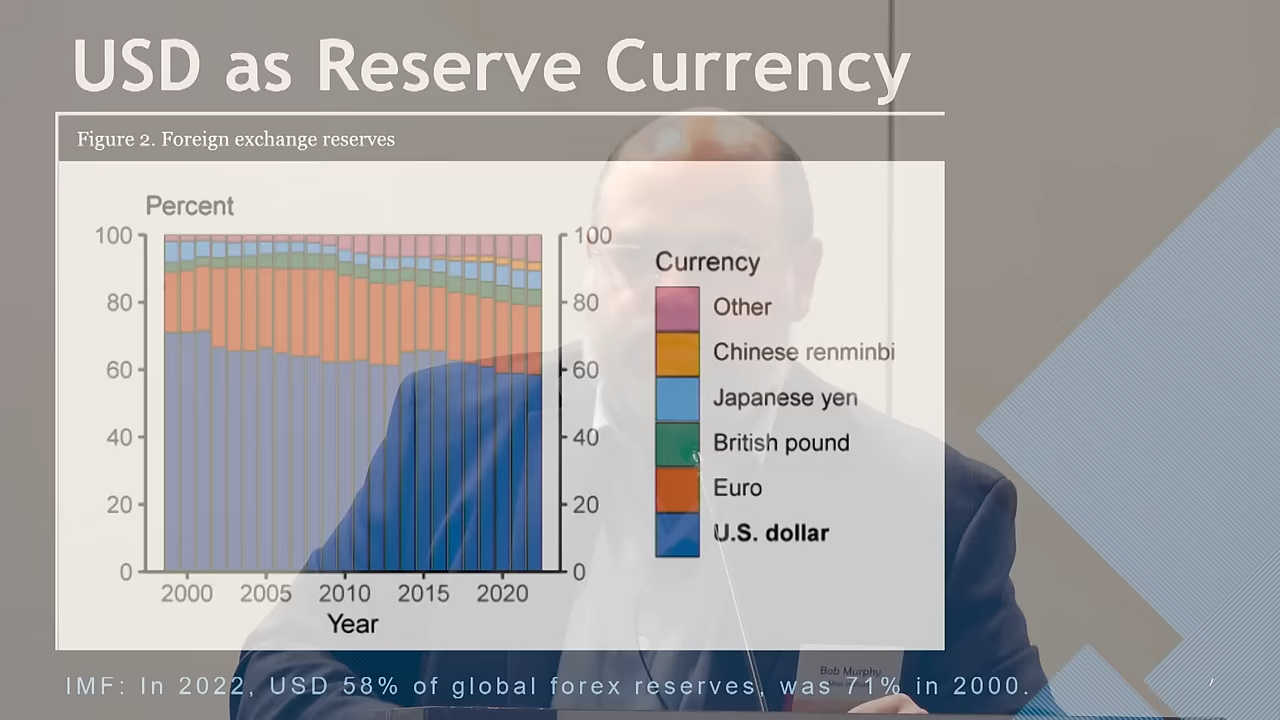 USD as Reserve Currency
Figure 2. Foreign exchange reserves
Percent
100
80
60
40
20
0
100
80
60
40
20
0
2000 2005 2010 2015 2020
Year
Currency
Other
Chinese renminbi
Japanese yen
British pound
Euro
U.S. dollar
Bob Murphy
IMF: In 2022, USD 58% of global forex reserves, was 71% in 2000.